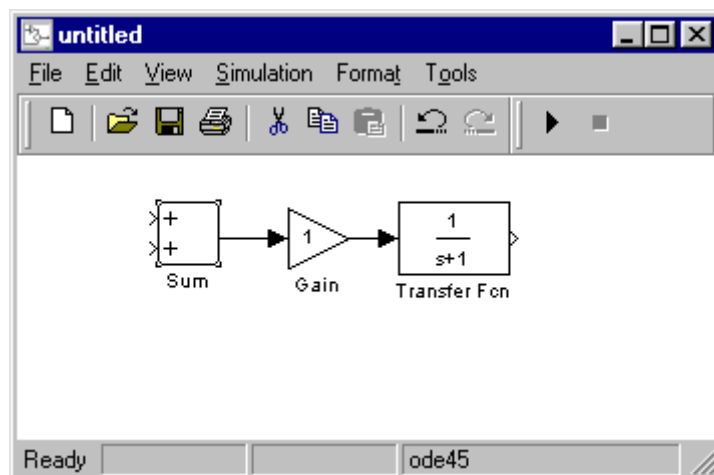 untitled
File Edit View Simulation Format Tools
+
+
1
1
s+1
Sum
Gain
Transfer Fcn
Ready ode45